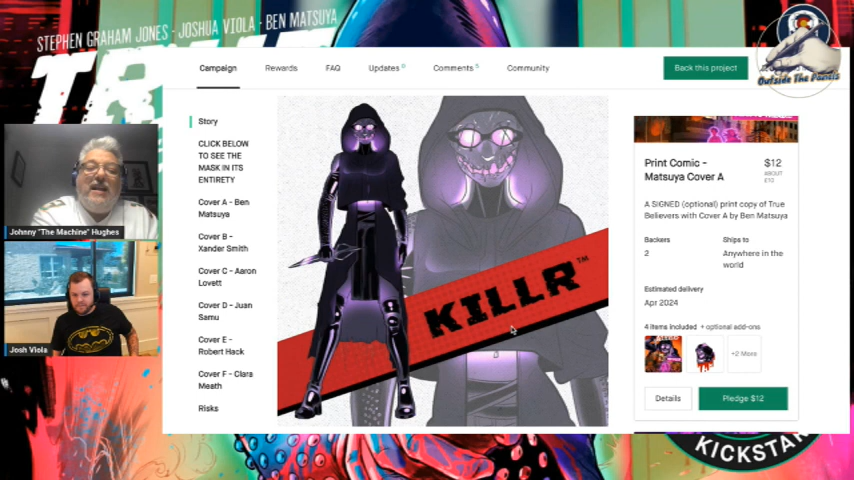 STEPHEN GRAHAM JONES - JOSHUA VIOLA - BEN MATSUYA
Campaign
Rewards
FAQ
Updates
Comments 5
Community
Back this project
Outside The Panels
Story
CLICK BELOW
TO SEE THE
MASK IN ITS
ENTIRETY
Cover A - Ben
Matsuya
Cover B -
Xander Smith
Cover C - Aaron
Lovett
Cover D - Juan
Samu
Cover E -
Robert Hack
Cover F - Clara
Meath
Risks
KILLR™
Print Comic -
Matsuya Cover A
$12
ABOUT
£12
A SIGNED (optional) print copy of True
Believers with Cover A by Ben Matsuya
Backers
2
Ships to
Anywhere in the
world
Estimated delivery
Apr 2024
4 items included + optional add-ons
+2 More
Details
Pledge $12
Johnny "The Machine" Hughes
Josh Viola
KICKSTAR